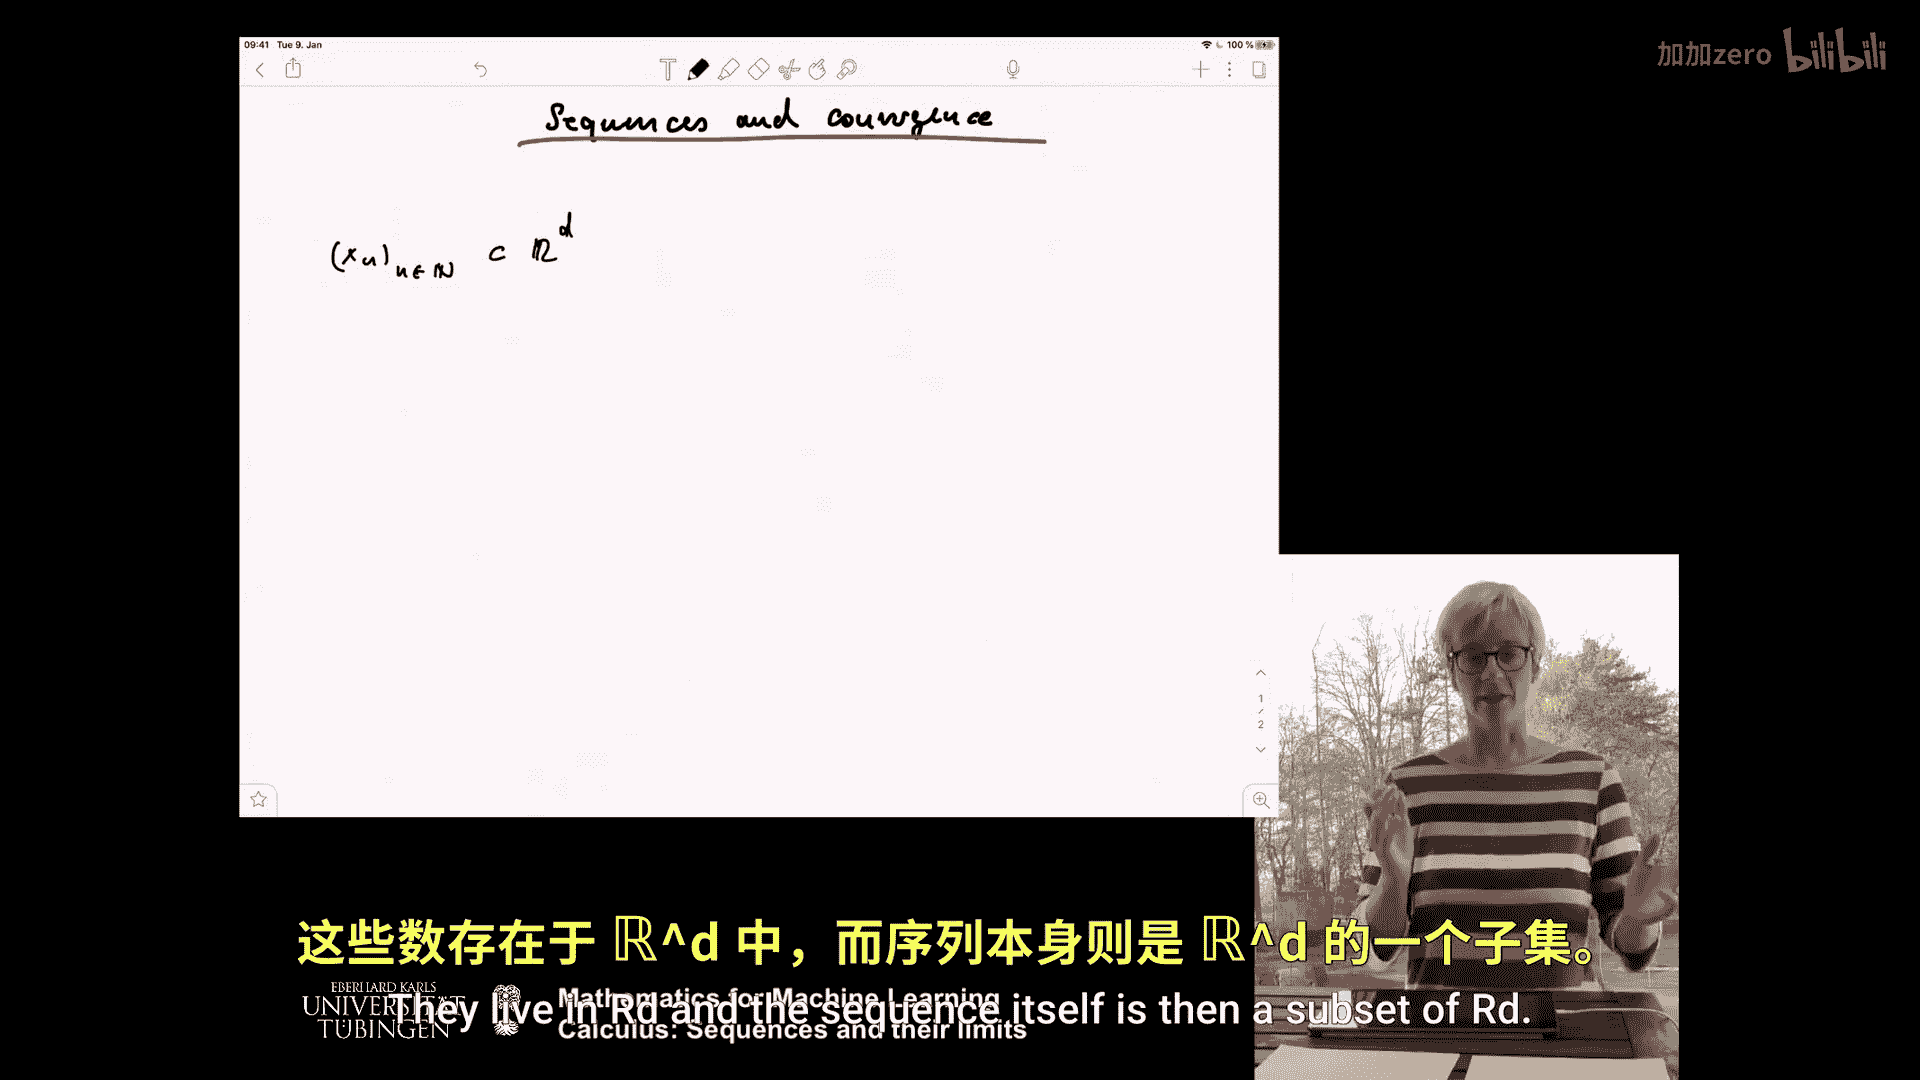 加加zero bilibili
09:41 Tue 9. Jan
100 %
T
Sequences and convergence
(xn)n∈ℕ ⊂ ℝ^d
1
/
2
这些数存在于 ℝ^d 中，而序列本身则是 ℝ^d 的一个子集。
EBERHARD KARLS
UNIVERSITÄT
TÜBINGEN
Mathematics for Machine Learning
They live in Rd and the sequence itself is then a subset of Rd.
Calculus: Sequences and their limits